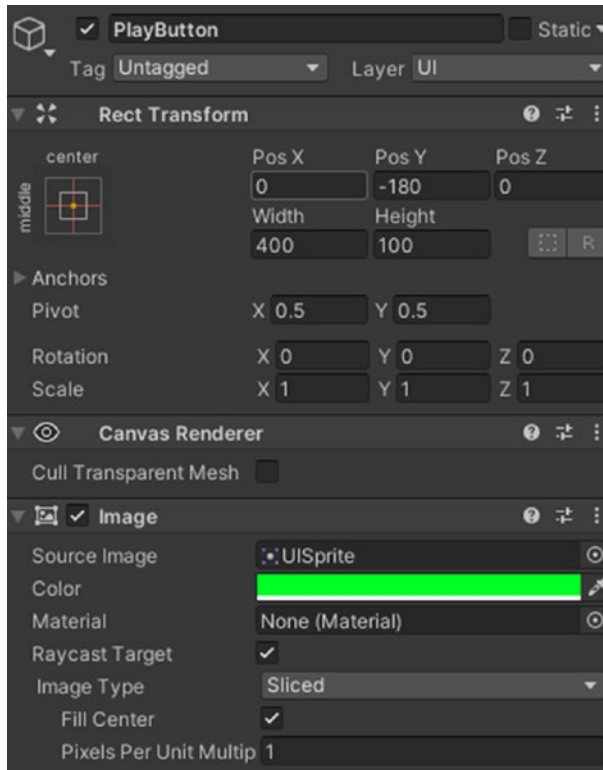 PlayButton Static
Tag Untagged Layer UI
Rect Transform
center Pos X Pos Y Pos Z
middle 0 -180 0
Width Height
400 100 R
Anchors
Pivot X 0.5 Y 0.5
Rotation X 0 Y 0 Z 0
Scale X 1 Y 1 Z 1
Canvas Renderer
Cull Transparent Mesh
Image
Source Image UISprite
Color
Material None (Material)
Raycast Target
Image Type Sliced
Fill Center
Pixels Per Unit Multip 1